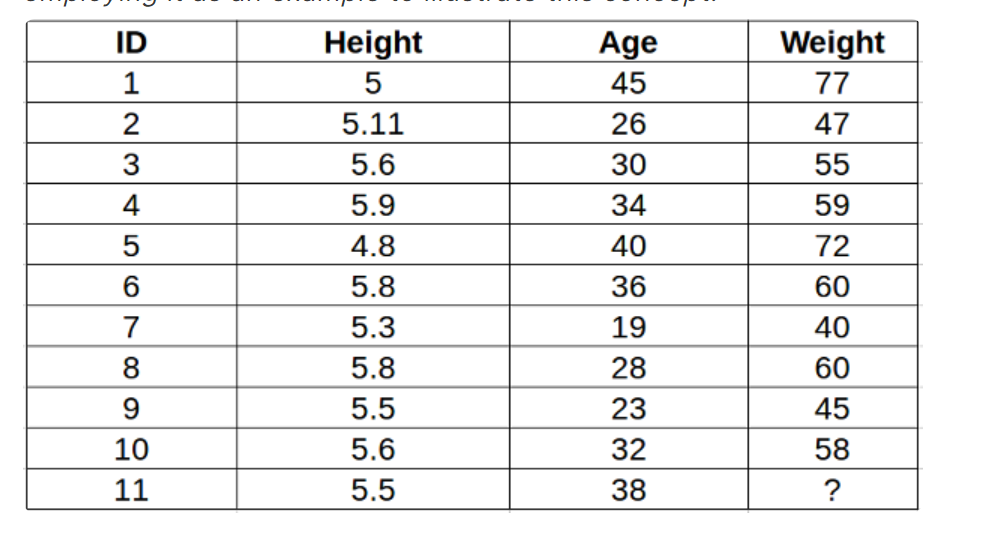 employing it as an example to illustrate this concept.
ID Height Age Weight
1 5 45 77
2 5.11 26 47
3 5.6 30 55
4 5.9 34 59
5 4.8 40 72
6 5.8 36 60
7 5.3 19 40
8 5.8 28 60
9 5.5 23 45
10 5.6 32 58
11 5.5 38 ?